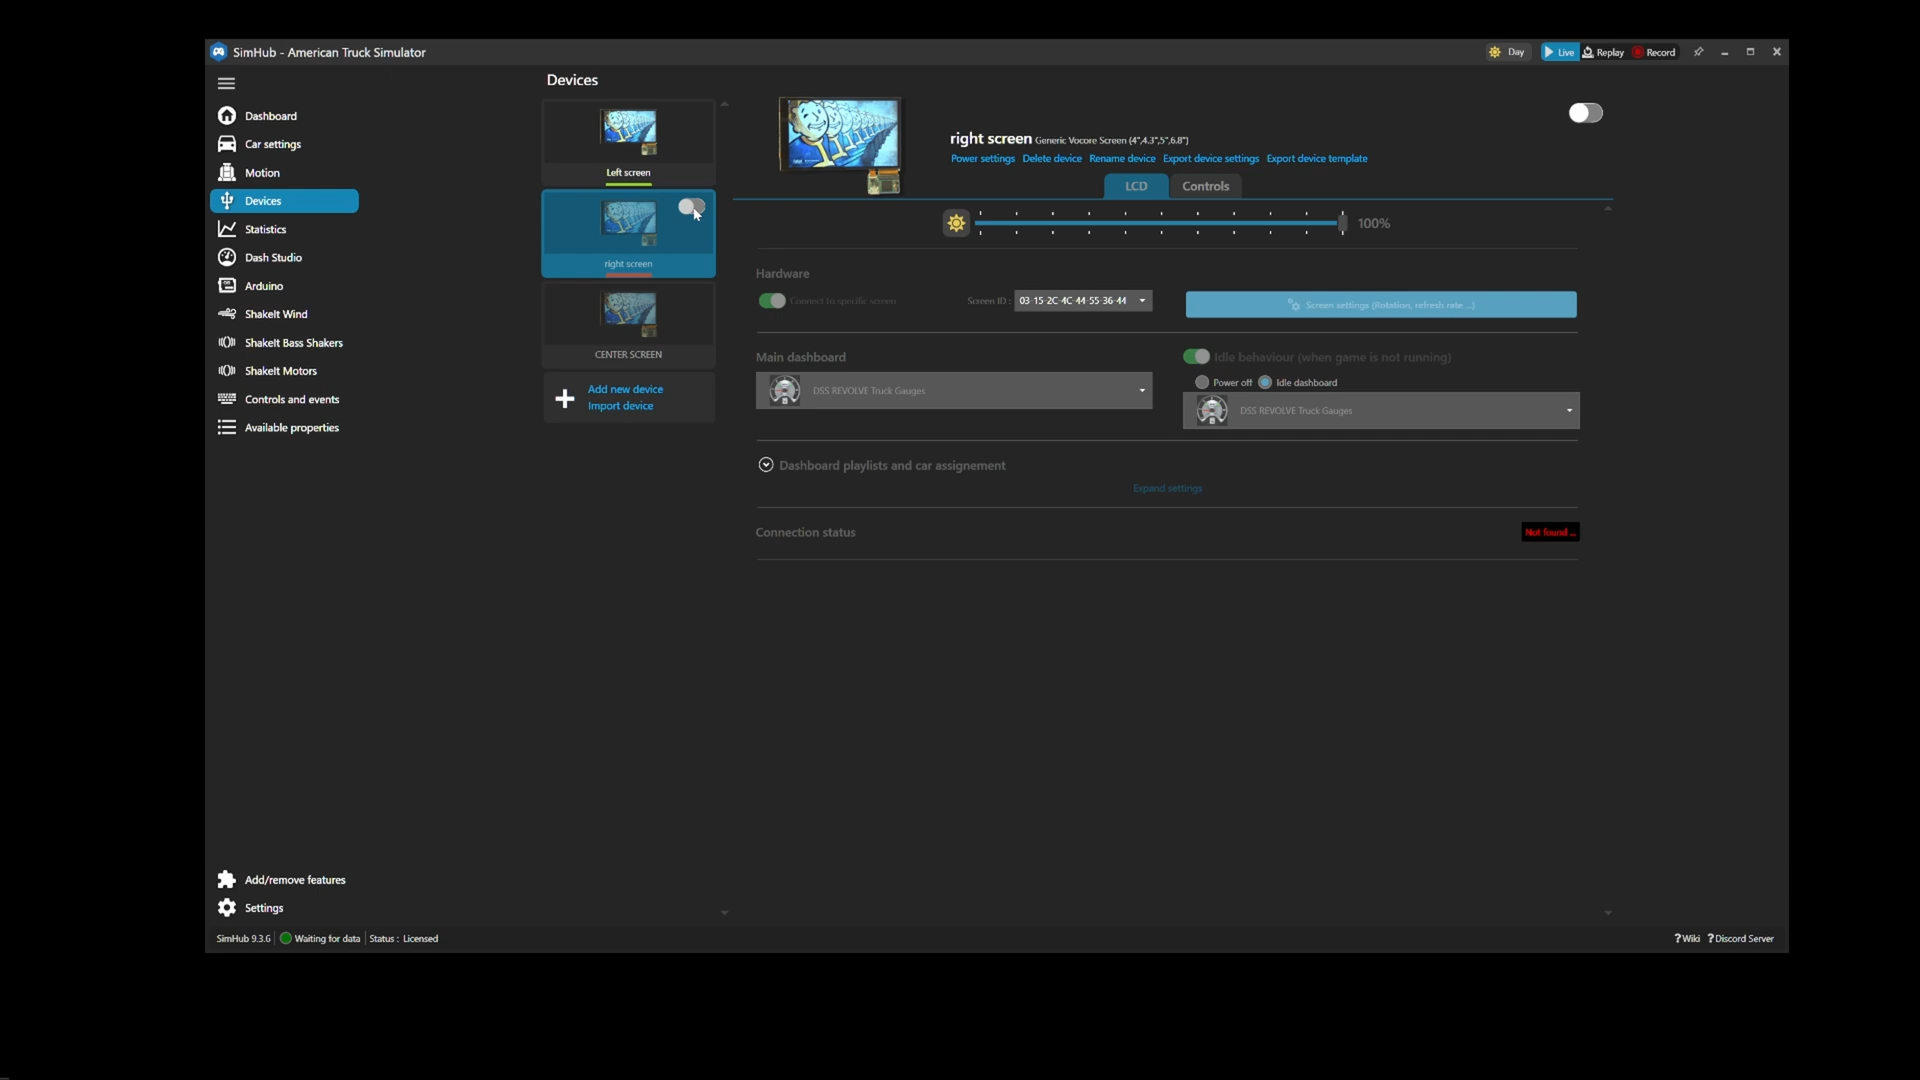 SimHub - American Truck Simulator
Day
Live
Replay
Record
Devices
Dashboard
Car settings
Motion
Devices
Statistics
Dash Studio
Arduino
ShakeIt Wind
ShakeIt Bass Shakers
ShakeIt Motors
Controls and events
Available properties
Add/remove features
Settings
Left screen
right screen
CENTER SCREEN
Add new device
Import device
right screen Generic Vocore Screen (4",4.3",5",6.8")
Power settings Delete device Rename device Export device settings Export device template
LCD Controls
100%
Hardware
Connect to specific screen
Screen ID : 03-15-2C-4C-44-55-36-44
Screen settings (Rotation, refresh rate ...)
Main dashboard
DSS REVOLVE Truck Gauges
Idle behaviour (when game is not running)
Power off Idle dashboard
DSS REVOLVE Truck Gauges
Dashboard playlists and car assignement
Expand settings
Connection status
Not found ...
SimHub 9.3.6 Waiting for data Status : Licensed
? Wiki ? Discord Server